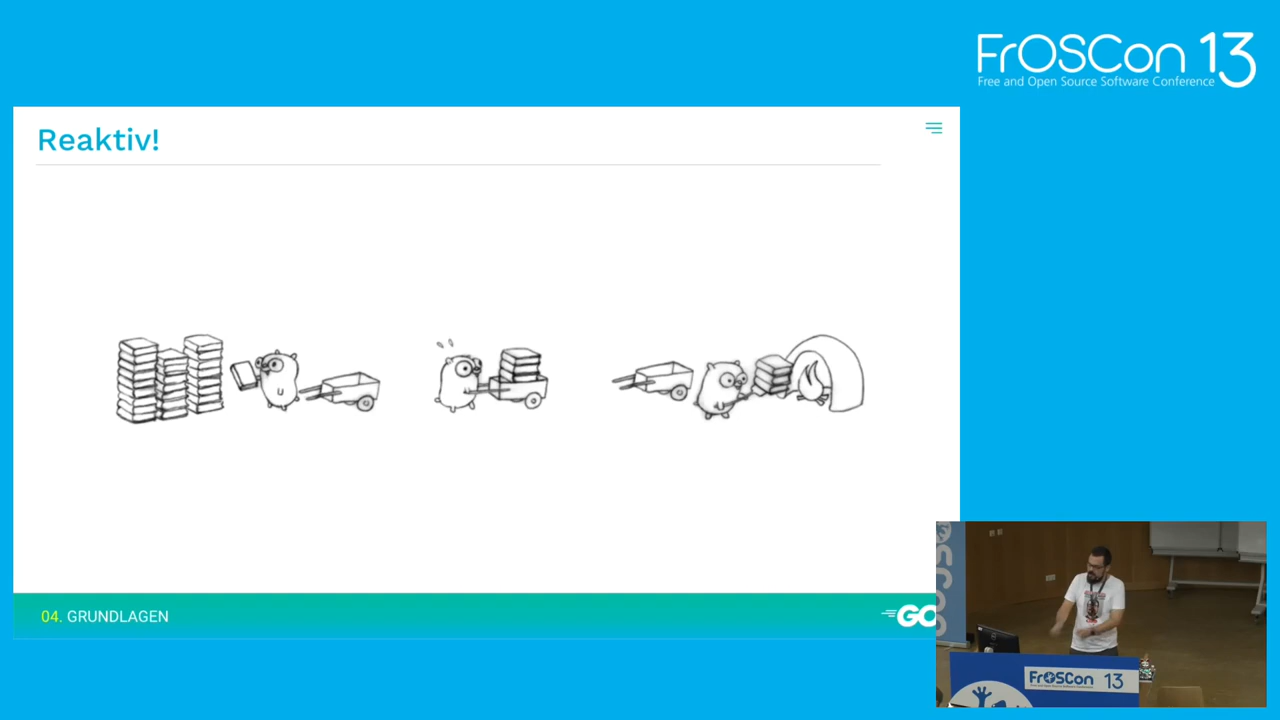 FrOSCon 13
Free and Open Source Software Conference
Reaktiv!
04. GRUNDLAGEN
GO
FrOSCon 13